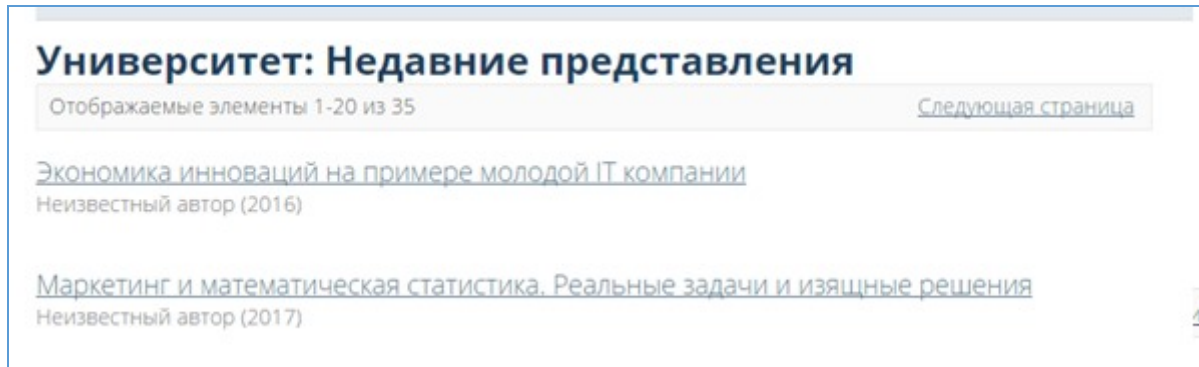 Университет: Недавние представления
Отображаемые элементы 1-20 из 35 Следующая страница
Экономика инноваций на примере молодой IT компании
Неизвестный автор (2016)
Маркетинг и математическая статистика. Реальные задачи и изящные решения
Неизвестный автор (2017)